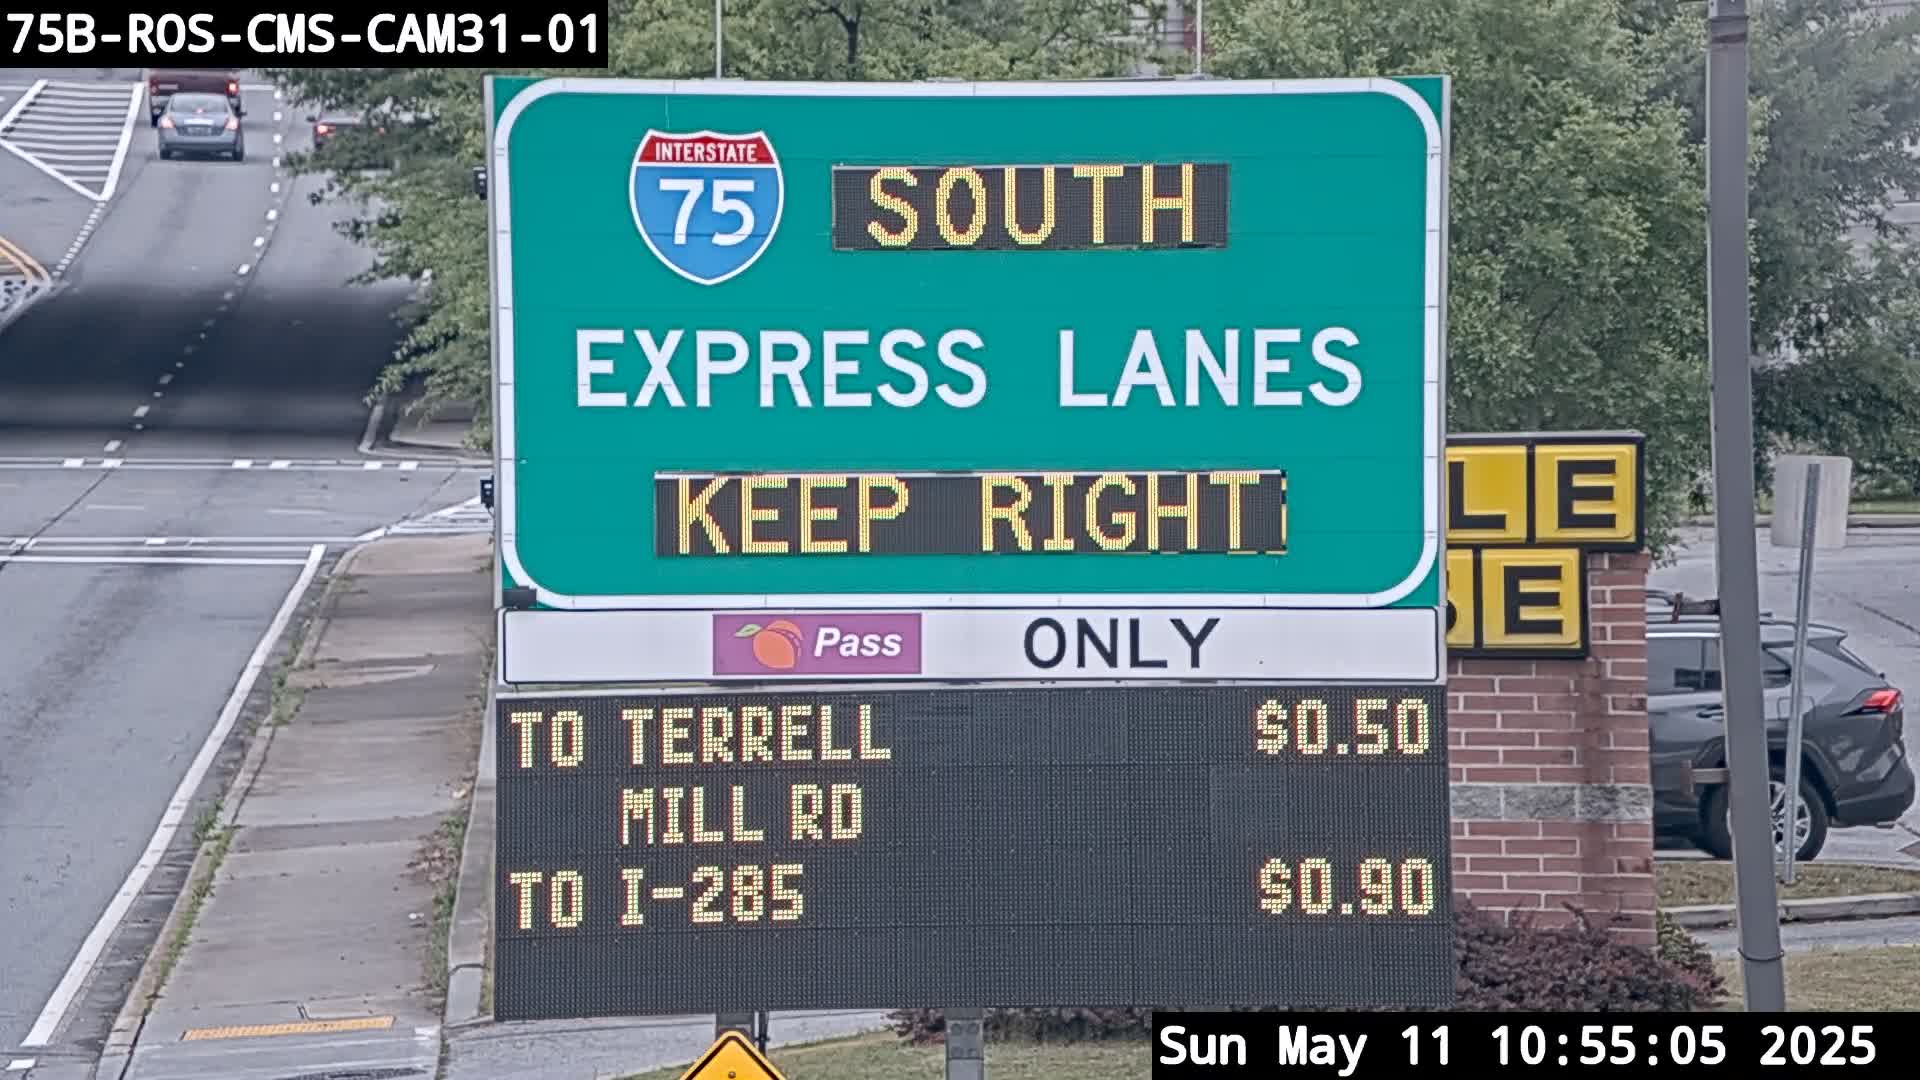 75B-ROS-CMS-CAM31-01
INTERSTATE
75
SOUTH
EXPRESS LANES
KEEP RIGHT
LE
Pass ONLY
E
TO TERRELL $0.50
MILL RD
TO I-285 $0.90
Sun May 11 10:55:05 2025